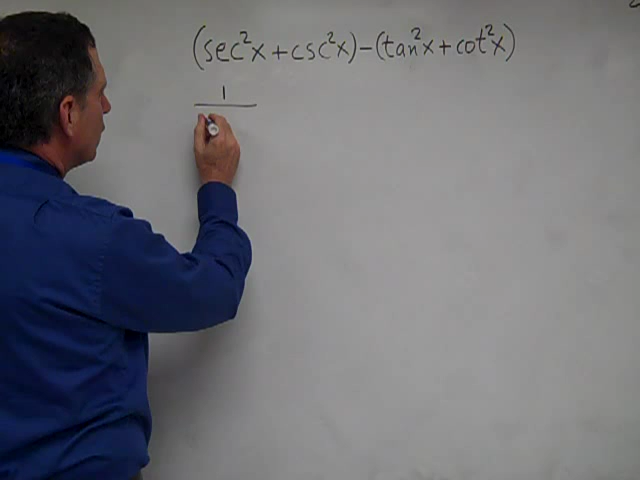 (sec²x + csc²x) - (tan²x + cot²x)
1